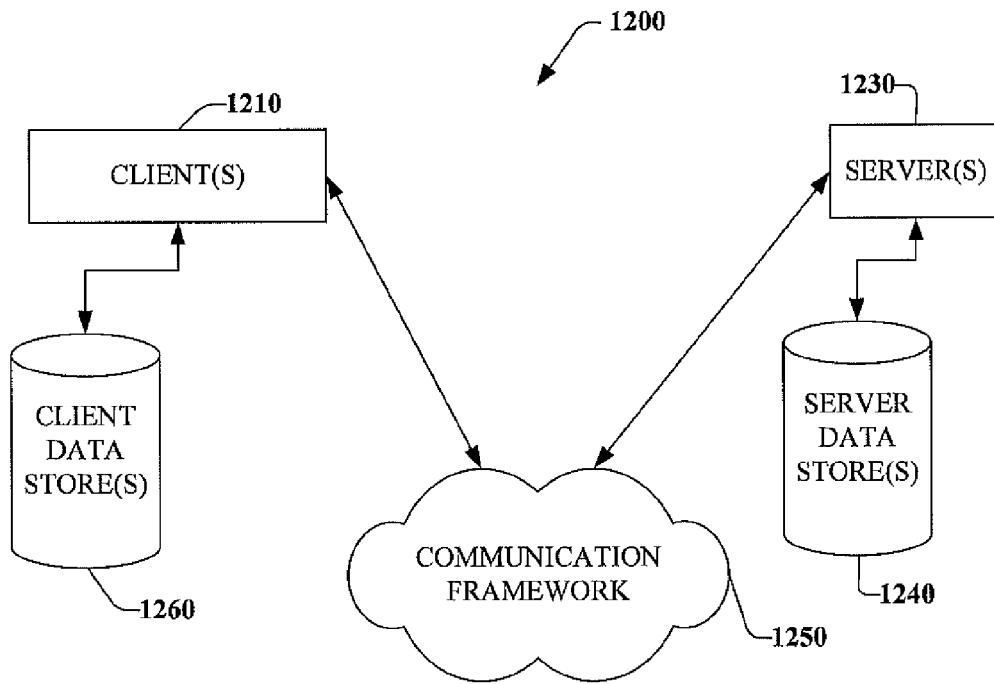 1200
1210
1230
CLIENT(S)
SERVER(S)
CLIENT
DATA
STORE(S)
SERVER
DATA
STORE(S)
COMMUNICATION
FRAMEWORK
1260
1240
1250